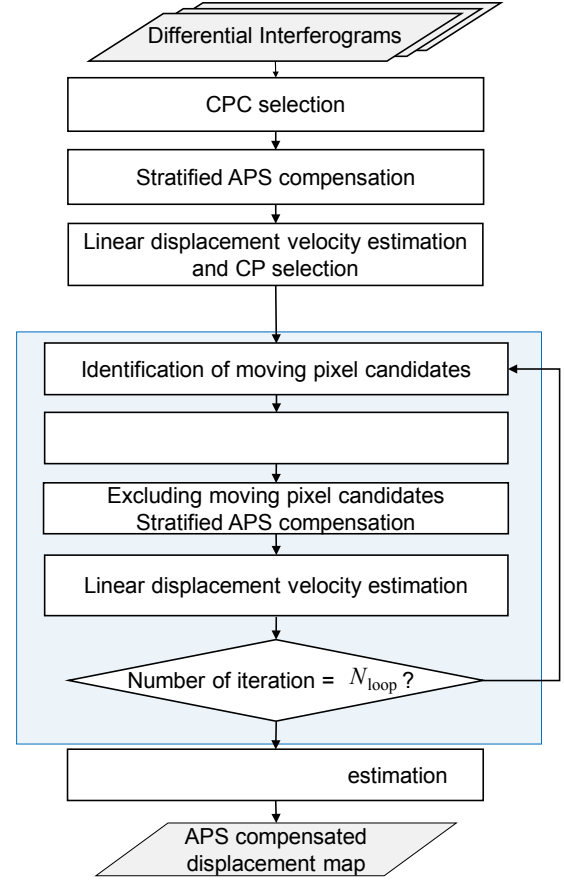 Differential Interferograms
CPC selection
Stratified APS compensation
Linear displacement velocity estimation
and CP selection
Identification of moving pixel candidates
Excluding moving pixel candidates
Stratified APS compensation
Linear displacement velocity estimation
Number of iteration = N_loop ?
estimation
APS compensated
displacement map